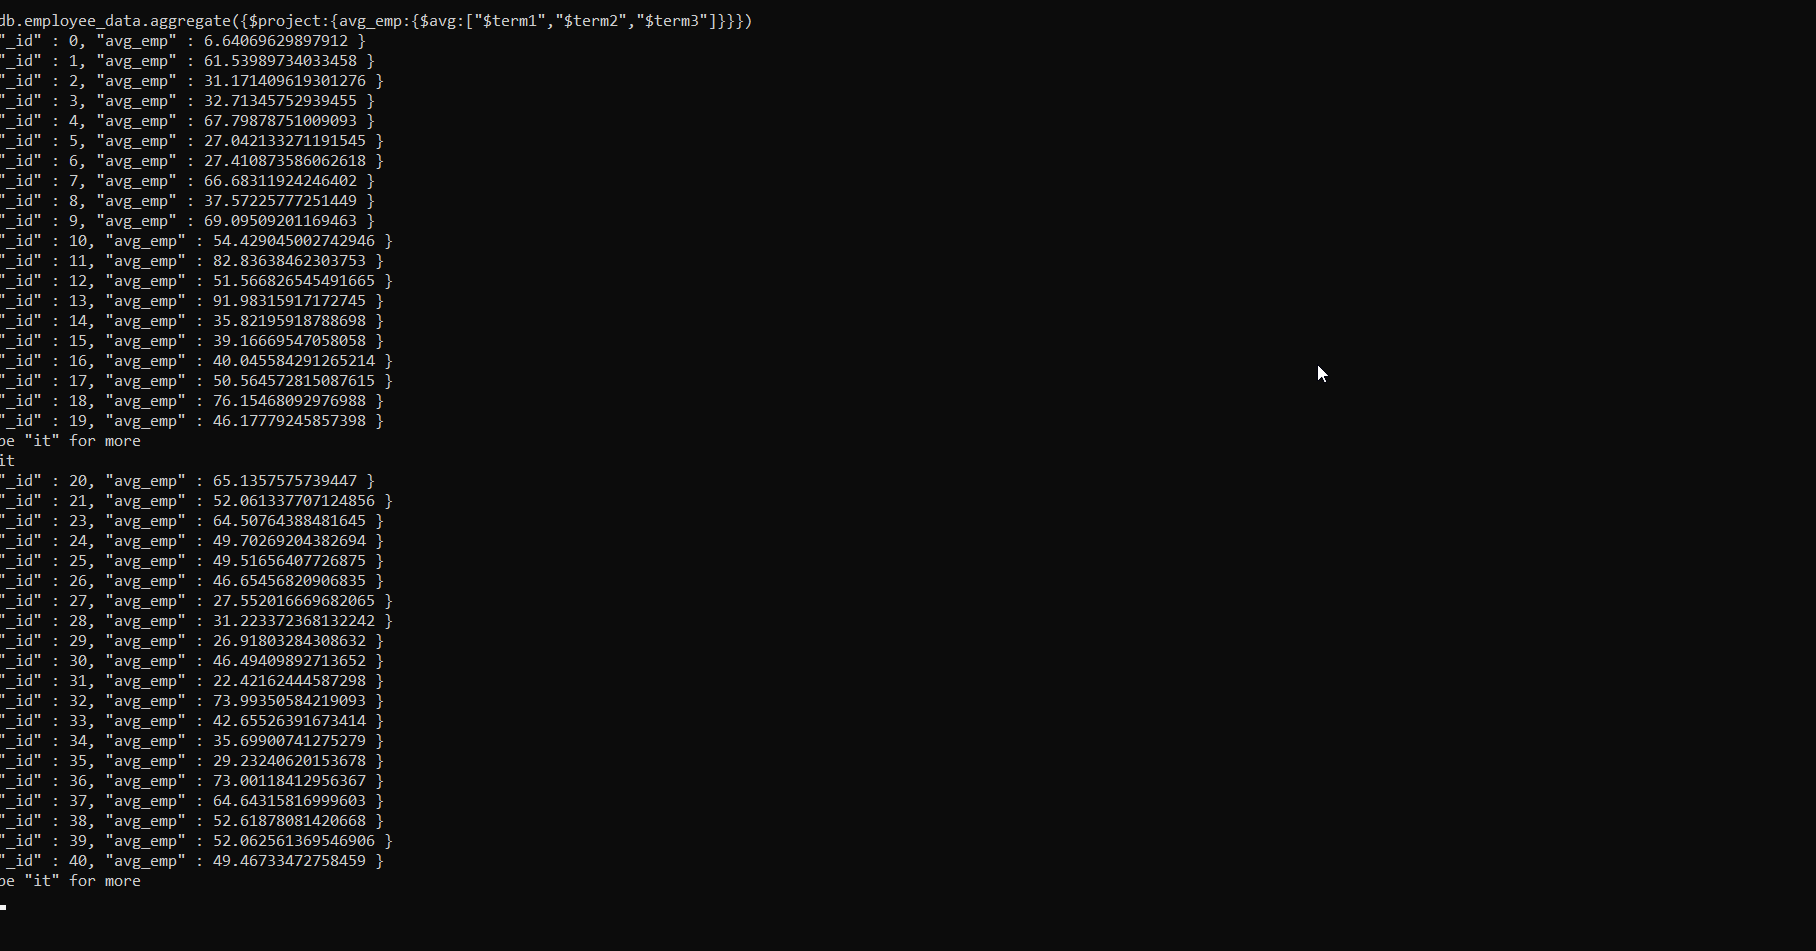 db.employee_data.aggregate({$project:{avg_emp:{$avg:["$term1","$term2","$term3"]}}})
"_id" : 0, "avg_emp" : 6.64069629897912 }
"_id" : 1, "avg_emp" : 61.53989734033458 }
"_id" : 2, "avg_emp" : 31.171409619301276 }
"_id" : 3, "avg_emp" : 32.71345752939455 }
"_id" : 4, "avg_emp" : 67.79878751009093 }
"_id" : 5, "avg_emp" : 27.042133271191545 }
"_id" : 6, "avg_emp" : 27.410873586062618 }
"_id" : 7, "avg_emp" : 66.68311924246402 }
"_id" : 8, "avg_emp" : 37.57225777251449 }
"_id" : 9, "avg_emp" : 69.09509201169463 }
"_id" : 10, "avg_emp" : 54.429045002742946 }
"_id" : 11, "avg_emp" : 82.83638462303753 }
"_id" : 12, "avg_emp" : 51.566826545491665 }
"_id" : 13, "avg_emp" : 91.98315917172745 }
"_id" : 14, "avg_emp" : 35.82195918788698 }
"_id" : 15, "avg_emp" : 39.16669547058058 }
"_id" : 16, "avg_emp" : 40.045584291265214 }
"_id" : 17, "avg_emp" : 50.564572815087615 }
"_id" : 18, "avg_emp" : 76.15468092976988 }
"_id" : 19, "avg_emp" : 46.17779245857398 }
pe "it" for more
it
"_id" : 20, "avg_emp" : 65.1357575739447 }
"_id" : 21, "avg_emp" : 52.061337707124856 }
"_id" : 23, "avg_emp" : 64.50764388481645 }
"_id" : 24, "avg_emp" : 49.70269204382694 }
"_id" : 25, "avg_emp" : 49.51656407726875 }
"_id" : 26, "avg_emp" : 46.65456820906835 }
"_id" : 27, "avg_emp" : 27.552016669682065 }
"_id" : 28, "avg_emp" : 31.223372368132242 }
"_id" : 29, "avg_emp" : 26.91803284308632 }
"_id" : 30, "avg_emp" : 46.49409892713652 }
"_id" : 31, "avg_emp" : 22.42162444587298 }
"_id" : 32, "avg_emp" : 73.99350584219093 }
"_id" : 33, "avg_emp" : 42.65526391673414 }
"_id" : 34, "avg_emp" : 35.69900741275279 }
"_id" : 35, "avg_emp" : 29.23240620153678 }
"_id" : 36, "avg_emp" : 73.00118412956367 }
"_id" : 37, "avg_emp" : 64.64315816999603 }
"_id" : 38, "avg_emp" : 52.61878081420668 }
"_id" : 39, "avg_emp" : 52.062561369546906 }
"_id" : 40, "avg_emp" : 49.46733472758459 }
pe "it" for more